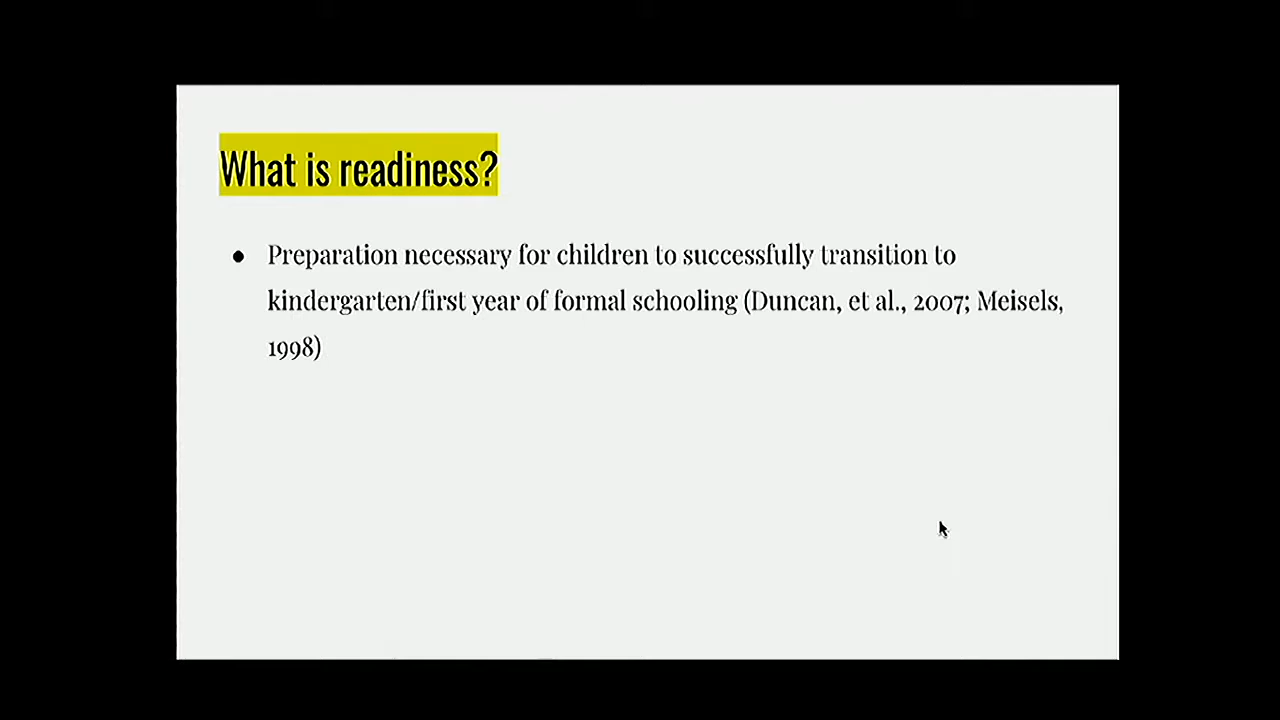 What is readiness?
● Preparation necessary for children to successfully transition to
kindergarten/first year of formal schooling (Duncan, et al., 2007; Meisels,
1998)